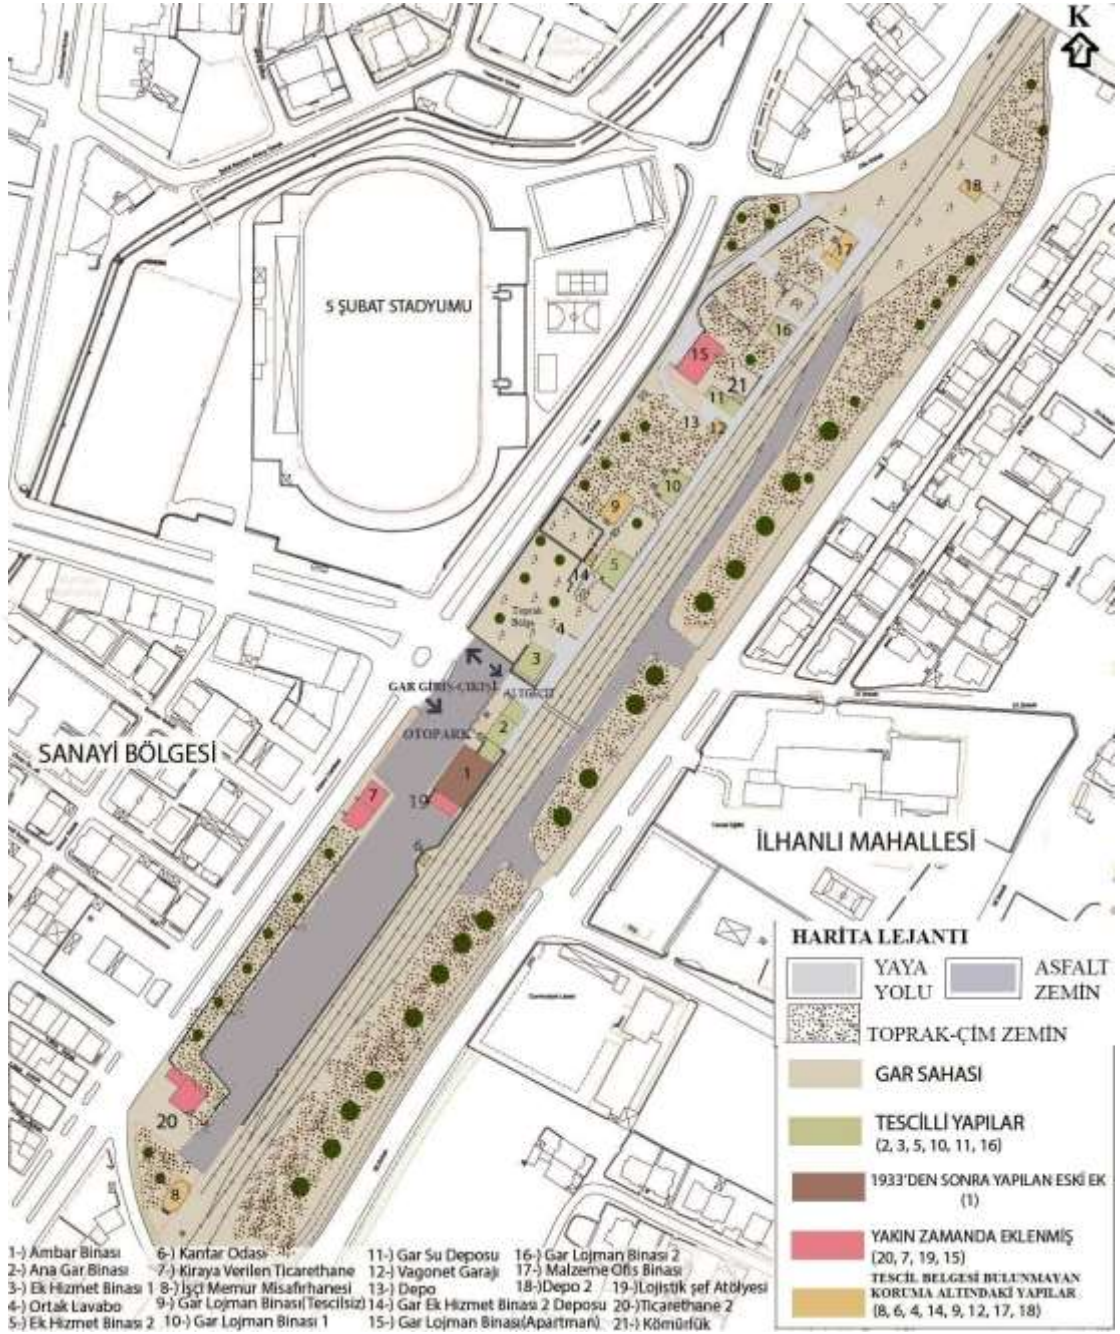 K
18
17
16
15
21
11
13
12
10
9
5
14
Toprak
Bölge
4
3
5 ŞUBAT STADYUMU
GAR GİRİŞ-ÇIKIŞI
ALTGEÇİT
2
OTOPARK
1
19
7
6
SANAYİ BÖLGESİ
İLHANLI MAHALLESİ
20
8
HARİTA LEJANTI
YAYA
YOLU
ASFALT
ZEMİN
TOPRAK-ÇİM ZEMİN
GAR SAHASI
TESCİLLİ YAPILAR
(2, 3, 5, 10, 11, 16)
1933'DEN SONRA YAPILAN ESKİ EK
(1)
YAKIN ZAMANDA EKLENMİŞ
(20, 7, 19, 15)
TESCİL BELGESİ BULUNMAYAN
KORUMA ALTINDAKİ YAPILAR
(8, 6, 4, 14, 9, 12, 17, 18)
1-) Ambar Binası
2-) Ana Gar Binası
3-) Ek Hizmet Binası 1
4-) Ortak Lavabo
5-) Ek Hizmet Binası 2
6-) Kantar Odası
7-) Kiraya Verilen Ticarethane
8-) İşçi Memur Misafirhanesi
9-) Gar Lojman Binası(Tescilsiz)
10-) Gar Lojman Binası 1
11-) Gar Su Deposu
12-) Vagonet Garajı
13-) Depo
14-) Gar Ek Hizmet Binası 2 Deposu
15-) Gar Lojman Binası(Apartman)
16-) Gar Lojman Binası 2
17-) Malzeme Ofis Binası
18-)Depo 2
19-)Lojistik şef Atölyesi
20-)Ticarethane 2
21-) Kömürlük